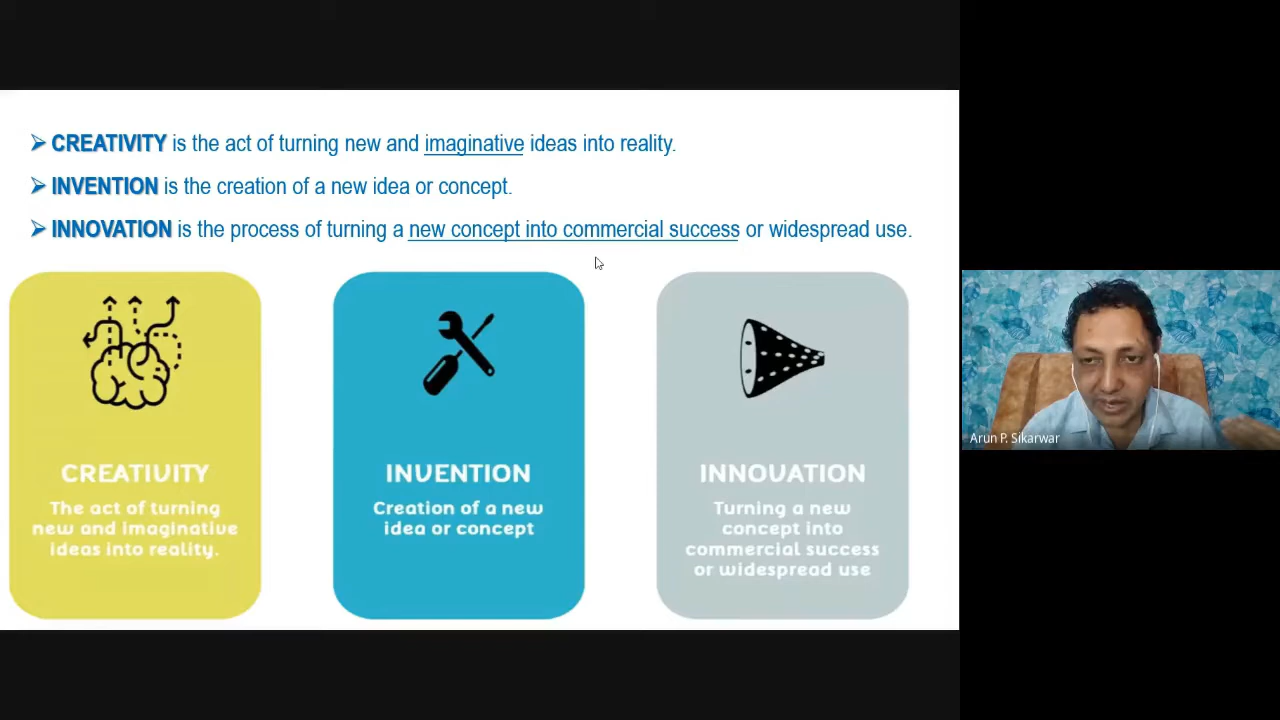 ➢ CREATIVITY is the act of turning new and imaginative ideas into reality.
➢ INVENTION is the creation of a new idea or concept.
➢ INNOVATION is the process of turning a new concept into commercial success or widespread use.
CREATIVITY
The act of turning
new and imaginative
ideas into reality.
INVENTION
Creation of a new
idea or concept
INNOVATION
Turning a new
concept into
commercial success
or widespread use
Arun P. Sikarwar